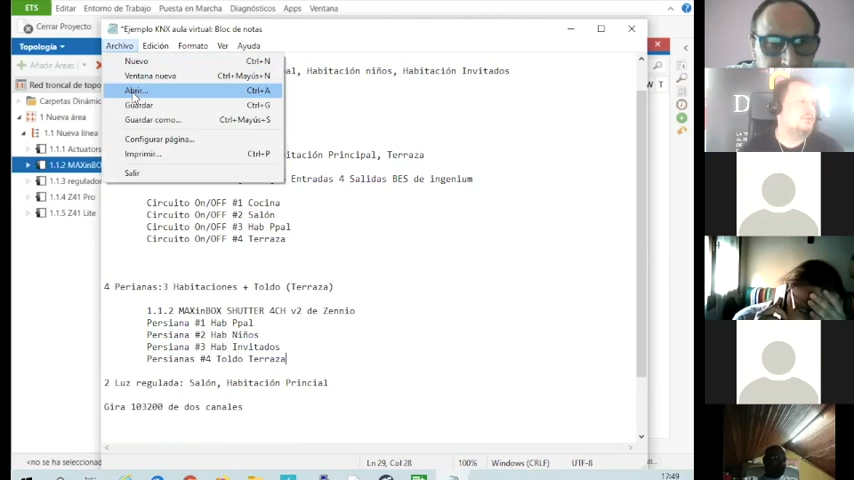 ETS Editar Entorno de Trabajo Puesta en Marcha Diagnósticos Apps Ventana
Cerrar Proyecto
*Ejemplo KNX aula virtual: Bloc de notas
Topología
Archivo Edición Formato Ver Ayuda
Añadir Áreas
Nuevo Ctrl+N
Ventana nueva Ctrl+Mayús+N
Abrir... Ctrl+A
Guardar Ctrl+G
Guardar como... Ctrl+Mayús+S
Configurar página...
Imprimir... Ctrl+P
Salir
Red troncal de topología
Carpetas Dinámic
1 Nueva área
1.1 Nueva línea
1.1.1 Actuators
1.1.2 MAXinBO
1.1.3 regulador
1.1.4 Z41 Pro
1.1.5 Z41 Lite
pal, Habitación niños, Habitación Invitados
itación Principal, Terraza
Entradas 4 Salidas BES de ingenium
Circuito On/OFF #1 Cocina
Circuito On/OFF #2 Salón
Circuito On/OFF #3 Hab Ppal
Circuito On/OFF #4 Terraza
4 Perianas:3 Habitaciones + Toldo (Terraza)
1.1.2 MAXinBOX SHUTTER 4CH v2 de Zennio
Persiana #1 Hab Ppal
Persiana #2 Hab Niños
Persiana #3 Hab Invitados
Persianas #4 Toldo Terraza
2 Luz regulada: Salón, Habitación Princial
Gira 103200 de dos canales
W T
D
<no se ha seleccionad
Ln 29, Col 28 100% Windows (CRLF) UTF-8
17:49